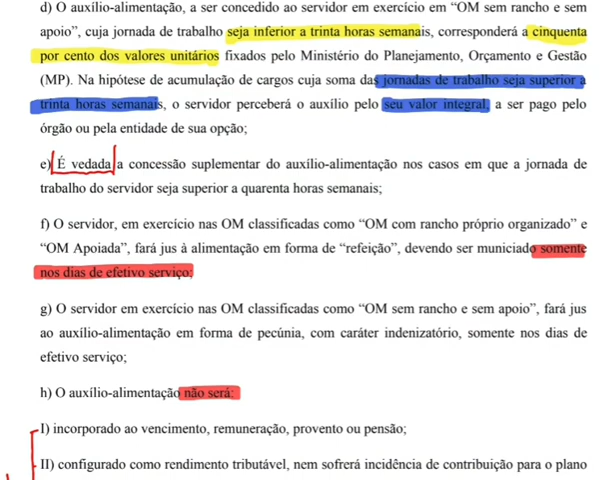 d) O auxílio-alimentação, a ser concedido ao servidor em exercício em “OM sem rancho e sem
apoio”, cuja jornada de trabalho seja inferior a trinta horas semanais, corresponderá a cinquenta
por cento dos valores unitários fixados pelo Ministério do Planejamento, Orçamento e Gestão
(MP). Na hipótese de acumulação de cargos cuja soma das jornadas de trabalho seja superior a
trinta horas semanais, o servidor perceberá o auxílio pelo seu valor integral, a ser pago pelo
órgão ou pela entidade de sua opção;
e) É vedada a concessão suplementar do auxílio-alimentação nos casos em que a jornada de
trabalho do servidor seja superior a quarenta horas semanais;
f) O servidor, em exercício nas OM classificadas como “OM com rancho próprio organizado” e
“OM Apoiada”, fará jus à alimentação em forma de “refeição”, devendo ser municiado somente
nos dias de efetivo serviço;
g) O servidor em exercício nas OM classificadas como “OM sem rancho e sem apoio”, fará jus
ao auxílio-alimentação em forma de pecúnia, com caráter indenizatório, somente nos dias de
efetivo serviço;
h) O auxílio-alimentação não será:
I) incorporado ao vencimento, remuneração, provento ou pensão;
II) configurado como rendimento tributável, nem sofrerá incidência de contribuição para o plano